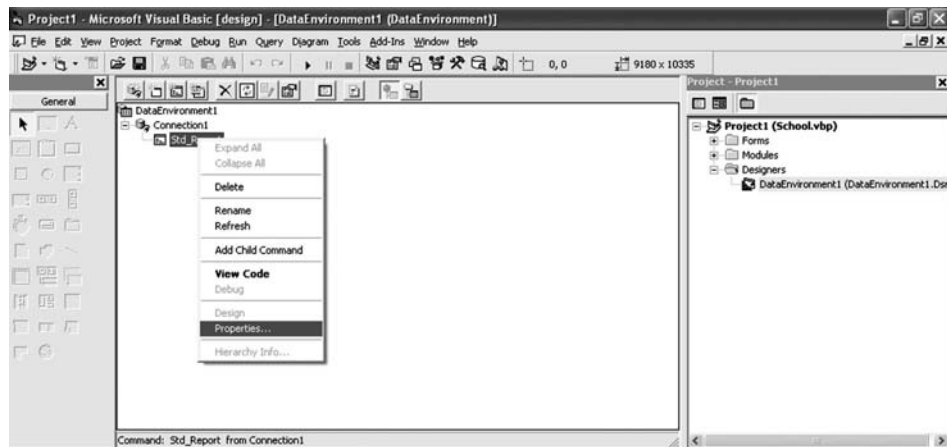 Project1 - Microsoft Visual Basic [design] - [DataEnvironment1 (DataEnvironment)]
File Edit View Project Format Debug Run Query Diagram Tools Add-Ins Window Help
0, 0
9180 x 10335
General
DataEnvironment1
Connection1
Expand All
Collapse All
Delete
Rename
Refresh
Add Child Command
View Code
Debug
Design
Properties...
Hierarchy Info...
Command: Std_Report from Connection1
Project - Project1
Project1 (School.vbp)
Forms
Modules
Designers
DataEnvironment1 (DataEnvironment1.Dsr